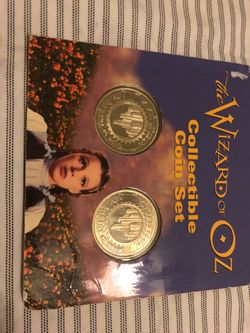 the WIZARD OF OZ
Collectible
Coin Set